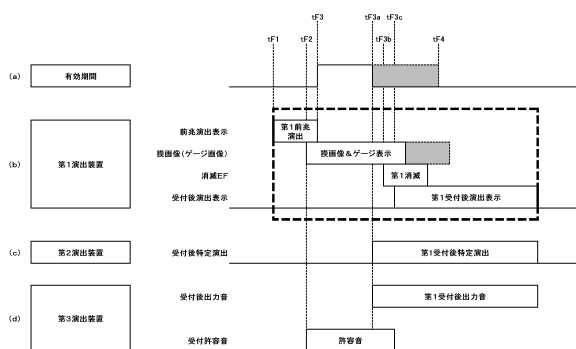 tF3 tF3a tF3c
tF1 tF2 tF3b tF4
(a) 有効期間
(b) 第1演出装置
前兆演出表示 第1前兆
演出
操画像(ゲージ画像) 操画像&ゲージ表示
消滅EF 第1消滅
受付後演出表示 第1受付後演出表示
(c) 第2演出装置 受付後特定演出 第1受付後特定演出
(d) 第3演出装置
受付後出力音 第1受付後出力音
受付許容音 許容音